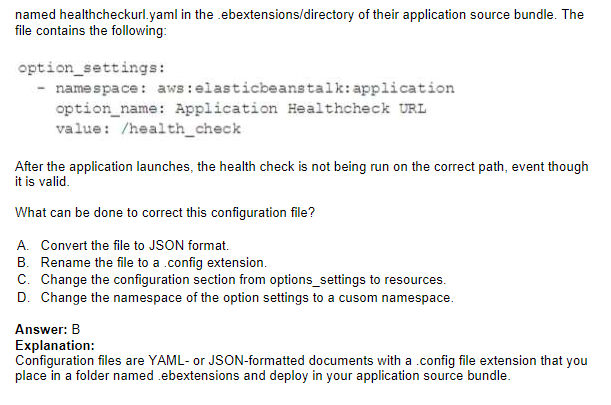 named healthcheckurl.yaml in the .ebextensions/directory of their application source bundle. The
file contains the following:
option_settings:
- namespace: aws:elasticbeanstalk:application
option_name: Application Healthcheck URL
value: /health_check
After the application launches, the health check is not being run on the correct path, event though
it is valid.
What can be done to correct this configuration file?
A. Convert the file to JSON format.
B. Rename the file to a .config extension.
C. Change the configuration section from options_settings to resources.
D. Change the namespace of the option settings to a cusom namespace.
Answer: B
Explanation:
Configuration files are YAML- or JSON-formatted documents with a .config file extension that you
place in a folder named .ebextensions and deploy in your application source bundle.